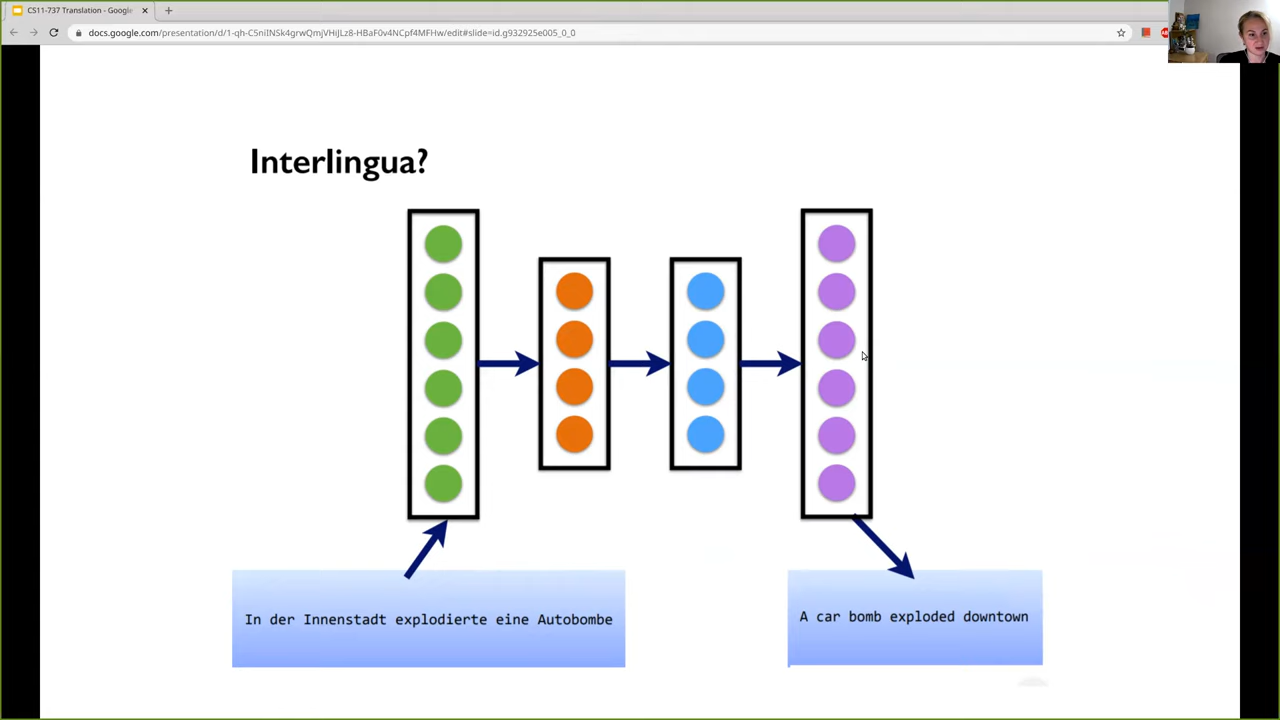 CS11-737 Translation - Google
docs.google.com/presentation/d/1-qh-C5niINSk4grwQmjVHiJLz8-HBaF0v4NCpf4MFHw/edit#slide=id.g932925e005_0_0
Interlingua?
In der Innenstadt explodierte eine Autobombe
A car bomb exploded downtown